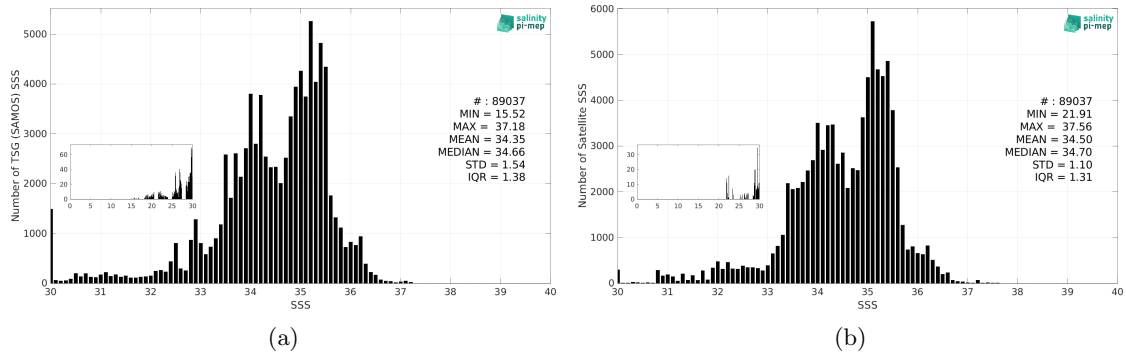 salinity
pi-mep
Number of TSG (SAMOS) SSS
5000
4000
3000
2000
1000
0
# : 89037
MIN = 15.52
MAX = 37.18
MEAN = 34.35
MEDIAN = 34.66
STD = 1.54
IQR = 1.38
60
40
20
0
0 5 10 15 20 25 30
30 31 32 33 34 35 36 37 38 39 40
SSS
(a)
salinity
pi-mep
Number of Satellite SSS
6000
5000
4000
3000
2000
1000
0
# : 89037
MIN = 21.91
MAX = 37.56
MEAN = 34.50
MEDIAN = 34.70
STD = 1.10
IQR = 1.31
30
20
10
0
0 5 10 15 20 25 30
30 31 32 33 34 35 36 37 38 39 40
SSS
(b)